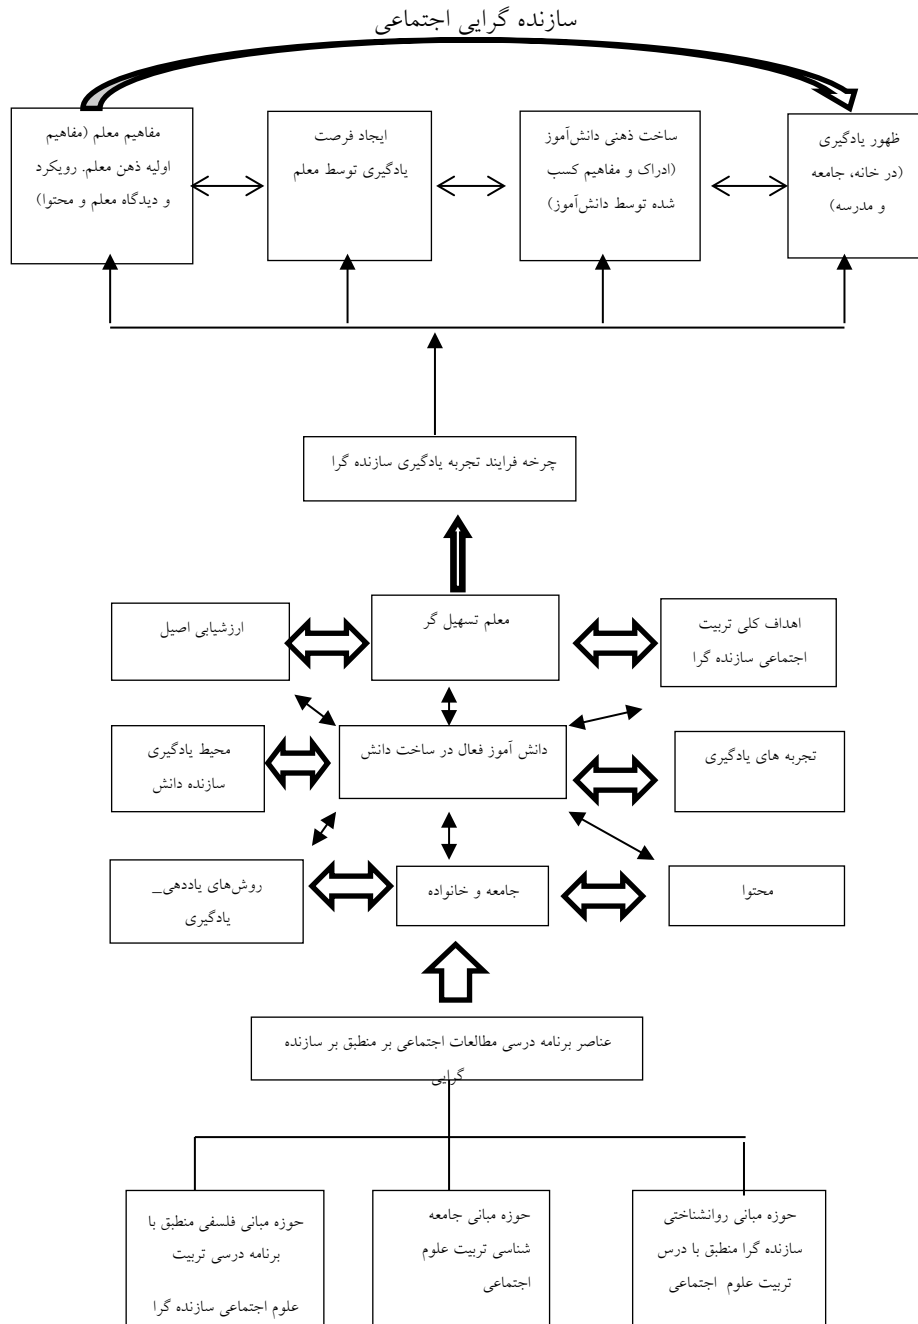 سازنده گرایی اجتماعی
ظهور یادگیری
(در خانه، جامعه
و مدرسه)
ساخت ذهنی دانش‌آموز
(ادراک و مفاهیم کسب
شده توسط دانش‌آموز)
ایجاد فرصت
یادگیری توسط معلم
مفاهیم معلم (مفاهیم
اولیه ذهن معلم. رویکرد
و دیدگاه معلم و محتوا)
چرخه فرایند تجربه یادگیری سازنده گرا
اهداف کلی تربیت
اجتماعی سازنده گرا
معلم تسهیل گر
ارزشیابی اصیل
تجربه های یادگیری
دانش آموز فعال در ساخت دانش
محیط یادگیری
سازنده دانش
محتوا
جامعه و خانواده
روش‌های یاددهی_
یادگیری
عناصر برنامه درسی مطالعات اجتماعی بر منطبق بر سازنده
گرایی
حوزه مبانی روانشناختی
سازنده گرا منطبق با درس
تربیت علوم اجتماعی
حوزه مبانی جامعه
شناسی تربیت علوم
اجتماعی
حوزه مبانی فلسفی منطبق با
برنامه درسی تربیت
علوم اجتماعی سازنده گرا